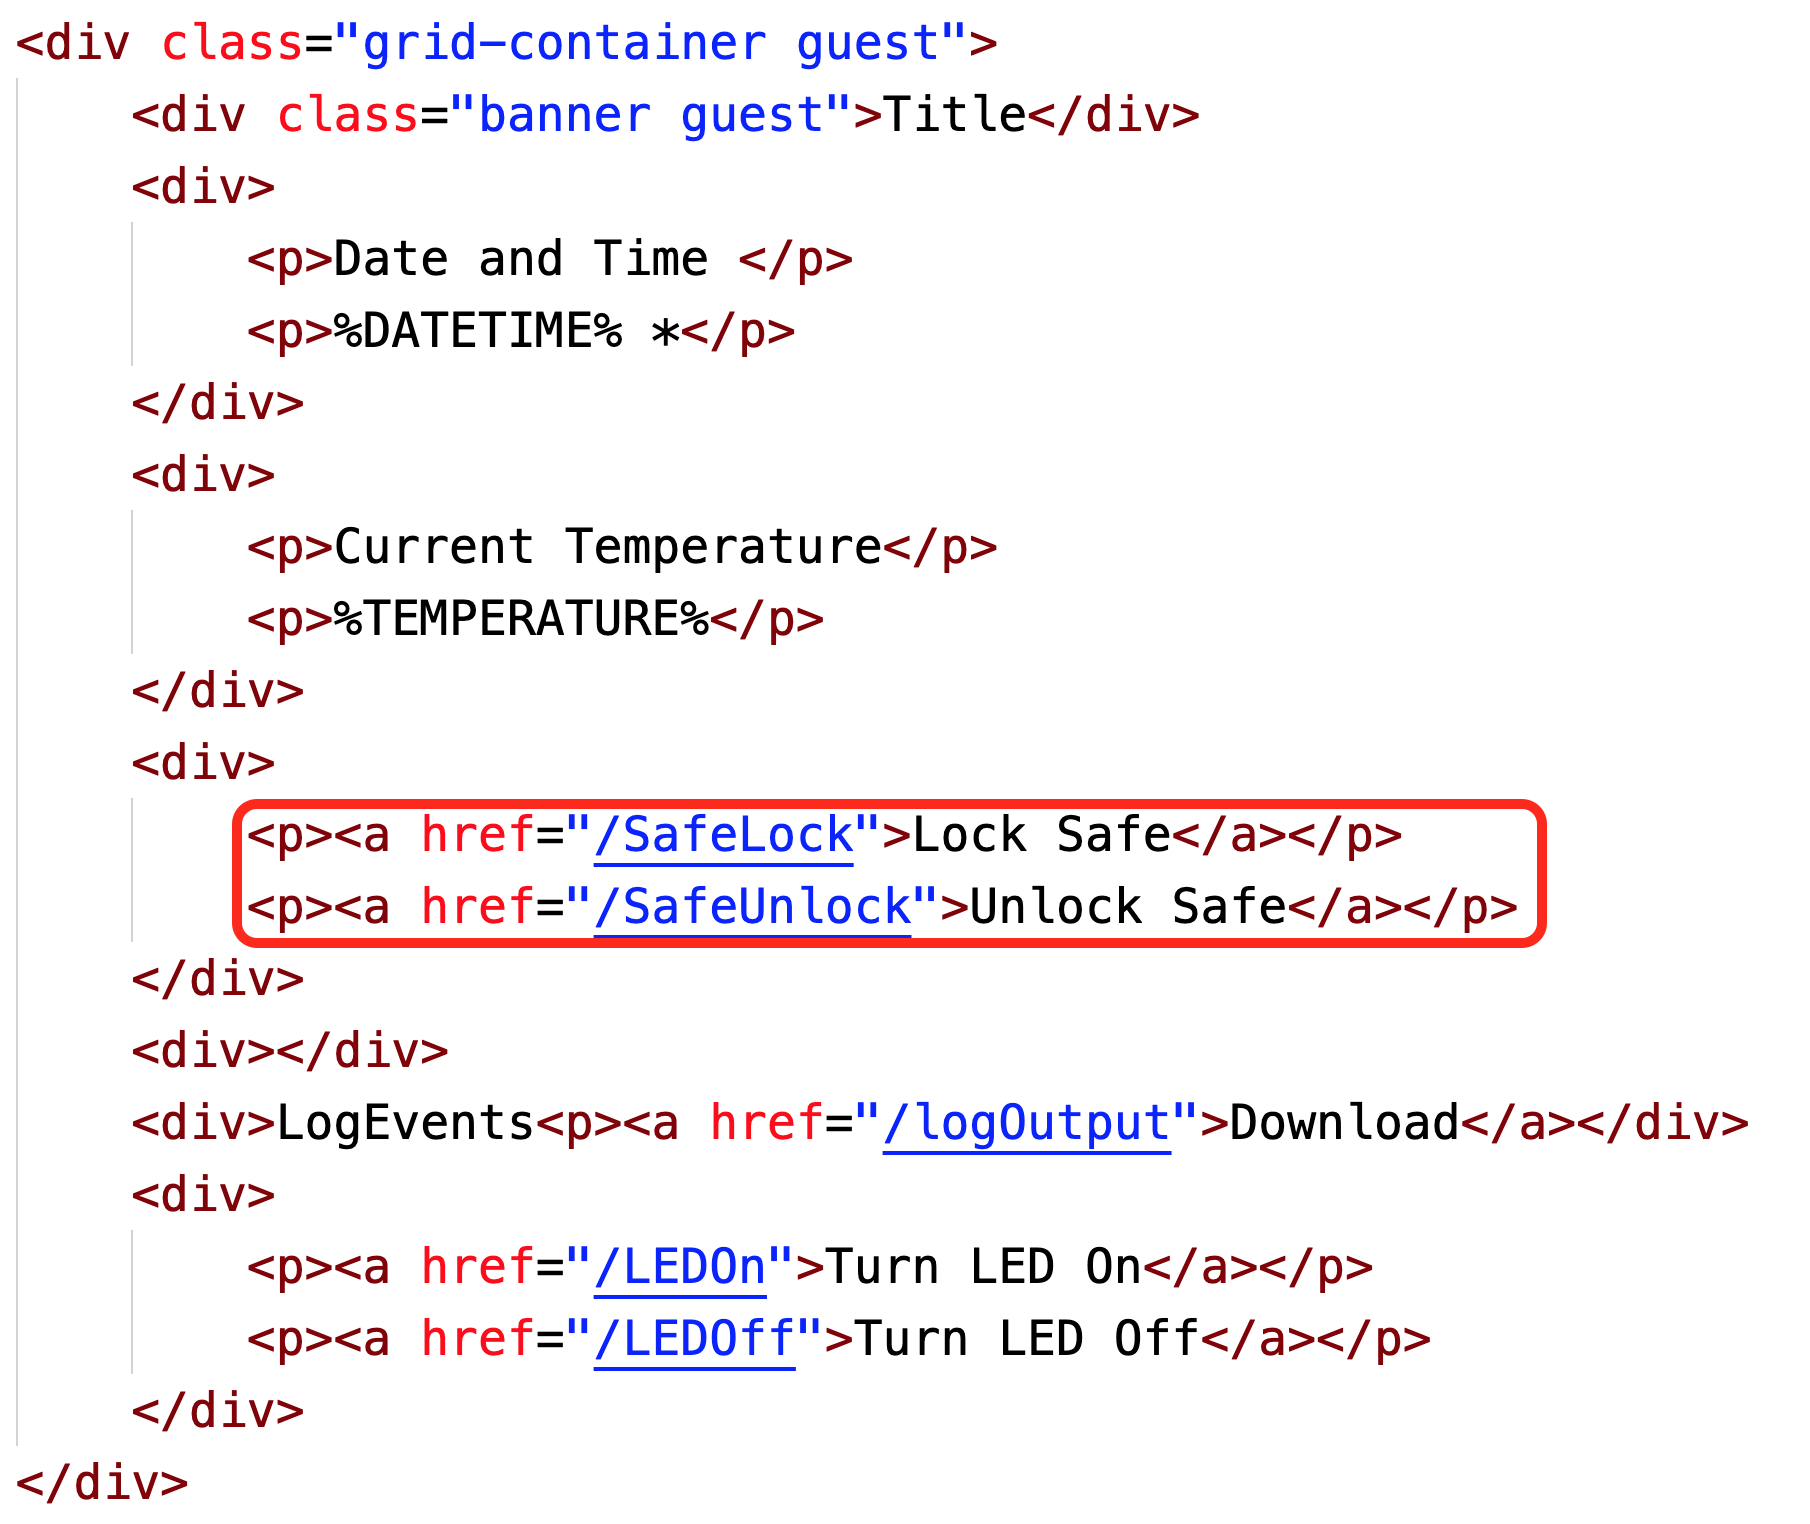 <div class="grid-container guest">
<div class="banner guest">Title</div>
<div>
<p>Date and Time </p>
<p>%DATETIME% *</p>
</div>
<div>
<p>Current Temperature</p>
<p>%TEMPERATURE%</p>
</div>
<div>
<p><a href="/SafeLock">Lock Safe</a></p>
<p><a href="/SafeUnlock">Unlock Safe</a></p>
</div>
<div></div>
<div>LogEvents<p><a href="/logOutput">Download</a></div>
<div>
<p><a href="/LEDOn">Turn LED On</a></p>
<p><a href="/LEDOff">Turn LED Off</a></p>
</div>
</div>